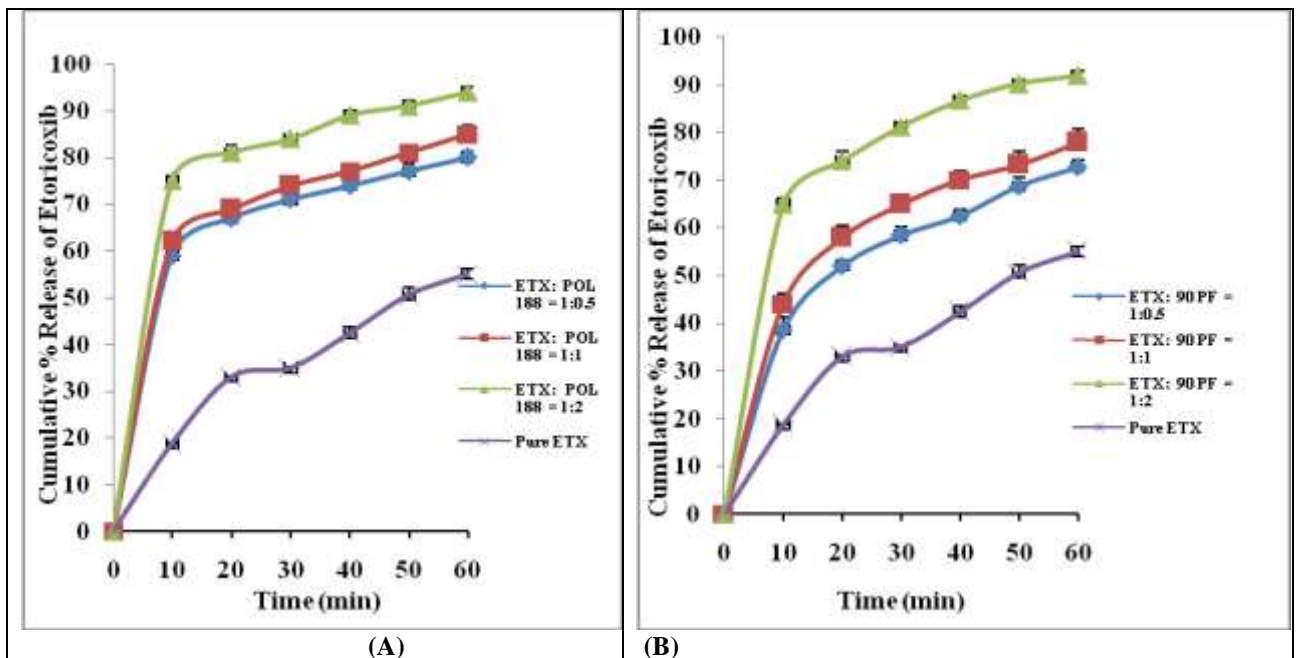 Cumulative % Release of Etoricoxib
100
90
80
70
60
50
40
30
20
10
0
0 10 20 30 40 50 60
Time (min)
ETX: POL
188 = 1:0.5
ETX: POL
188 = 1:1
ETX: POL
188 = 1:2
Pure ETX
(A)
Cumulative % Release of Etoricoxib
100
90
80
70
60
50
40
30
20
10
0
0 10 20 30 40 50 60
Time (min)
ETX: 90 PF =
1:0.5
ETX: 90 PF =
1:1
ETX: 90 PF =
1:2
Pure ETX
(B)